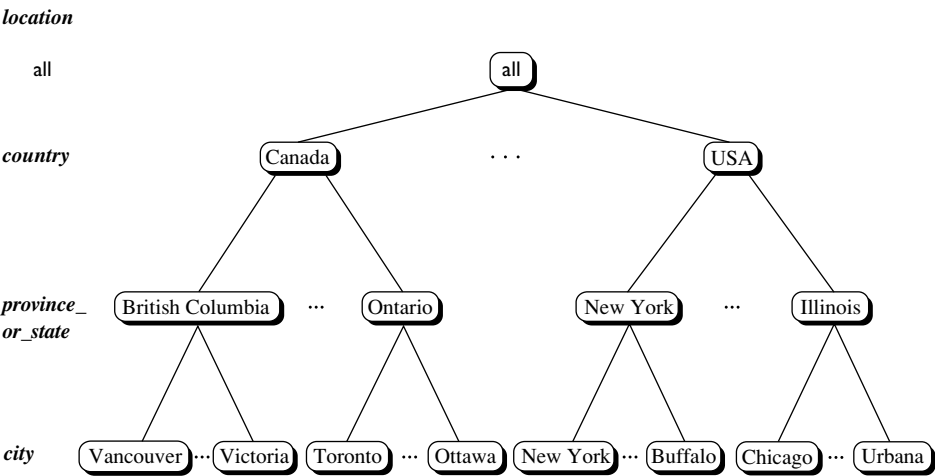 location
all all
country Canada . . . USA
province_ British Columbia ... Ontario New York ... Illinois
or_state
city Vancouver ... Victoria Toronto ... Ottawa New York ... Buffalo Chicago ... Urbana